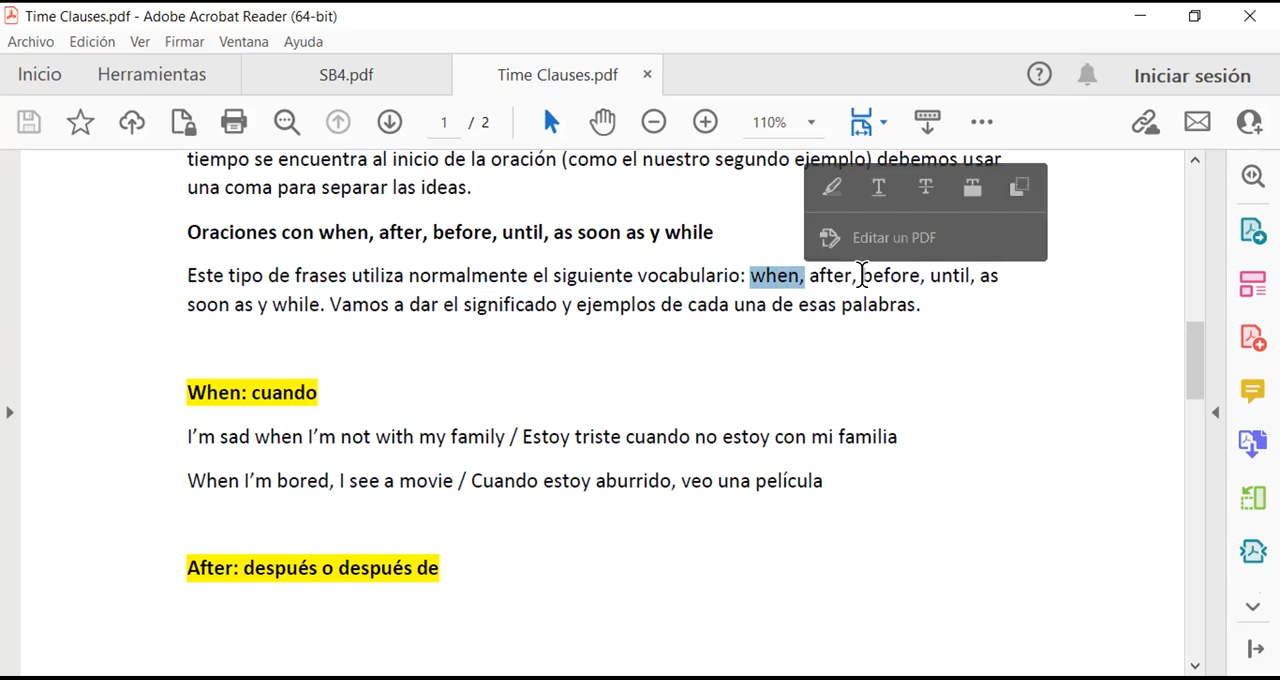 Time Clauses.pdf - Adobe Acrobat Reader (64-bit)
Archivo Edición Ver Firmar Ventana Ayuda
Inicio Herramientas SB4.pdf Time Clauses.pdf × Iniciar sesión
1 / 2 110%
tiempo se encuentra al inicio de la oración (como el nuestro segundo ejemplo) debemos usar
una coma para separar las ideas.
Editar un PDF
Oraciones con when, after, before, until, as soon as y while
Este tipo de frases utiliza normalmente el siguiente vocabulario: when, after, before, until, as
soon as y while. Vamos a dar el significado y ejemplos de cada una de esas palabras.
When: cuando
I’m sad when I’m not with my family / Estoy triste cuando no estoy con mi familia
When I’m bored, I see a movie / Cuando estoy aburrido, veo una película
After: después o después de